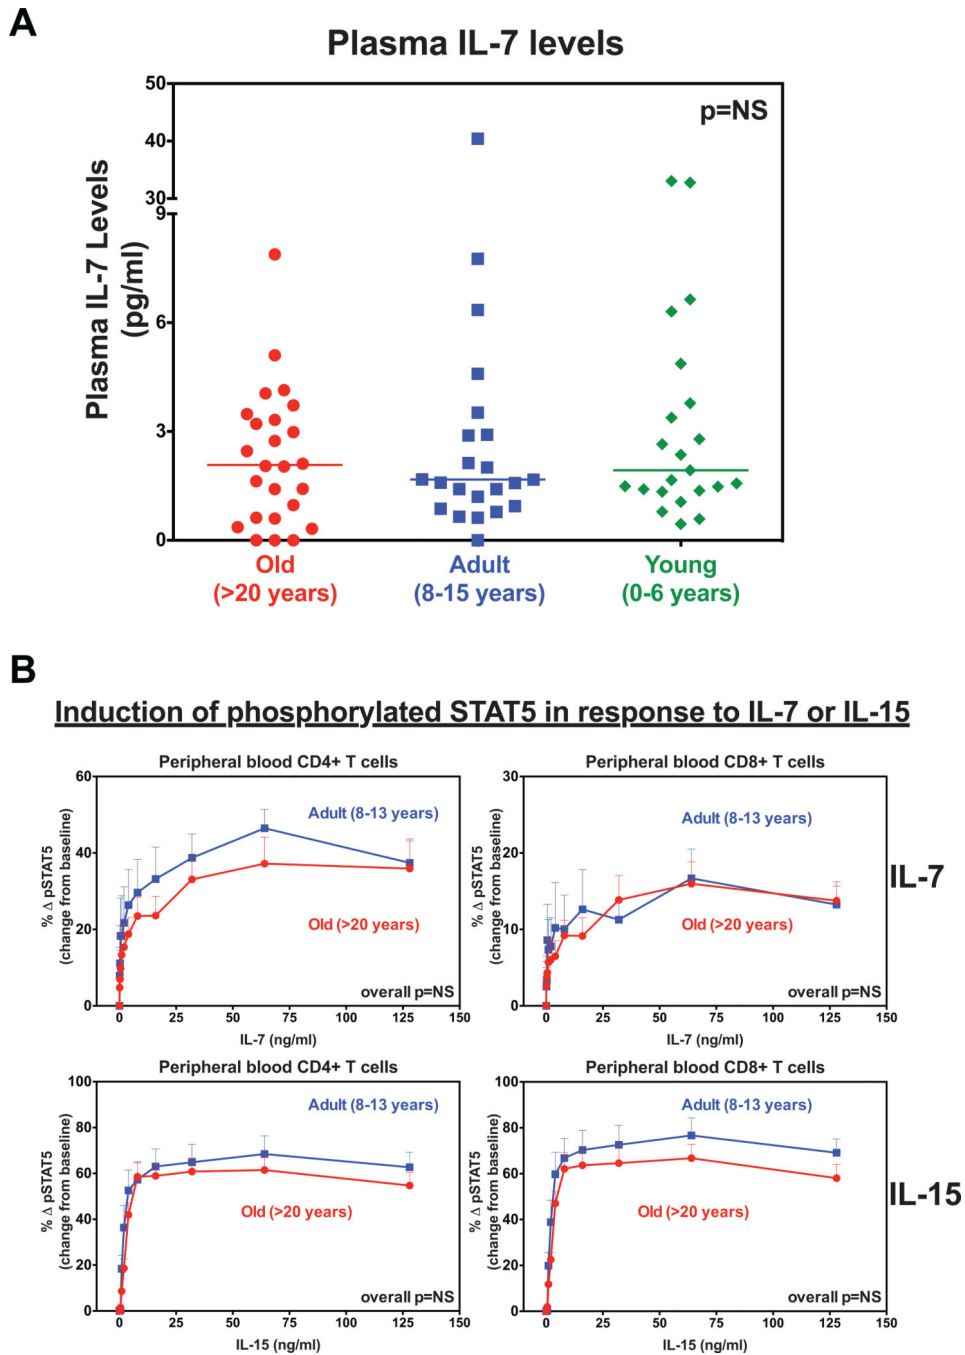 A
Plasma IL-7 levels
Plasma IL-7 Levels
(pg/ml)
50
40
30
9
6
3
0
p=NS
Old
(>20 years)
Adult
(8-15 years)
Young
(0-6 years)
B
Induction of phosphorylated STAT5 in response to IL-7 or IL-15
Peripheral blood CD4+ T cells
% Δ pSTAT5
(change from baseline)
60
40
20
0
Adult (8-13 years)
Old (>20 years)
overall p=NS
0 25 50 75 100 125 150
IL-7 (ng/ml)
Peripheral blood CD8+ T cells
% Δ pSTAT5
(change from baseline)
30
20
10
0
Adult (8-13 years)
Old (>20 years)
overall p=NS
0 25 50 75 100 125 150
IL-7 (ng/ml)
IL-7
Peripheral blood CD4+ T cells
% Δ pSTAT5
(change from baseline)
100
80
60
40
20
0
Adult (8-13 years)
Old (>20 years)
overall p=NS
0 25 50 75 100 125 150
IL-15 (ng/ml)
Peripheral blood CD8+ T cells
% Δ pSTAT5
(change from baseline)
100
80
60
40
20
0
Adult (8-13 years)
Old (>20 years)
overall p=NS
0 25 50 75 100 125 150
IL-15 (ng/ml)
IL-15